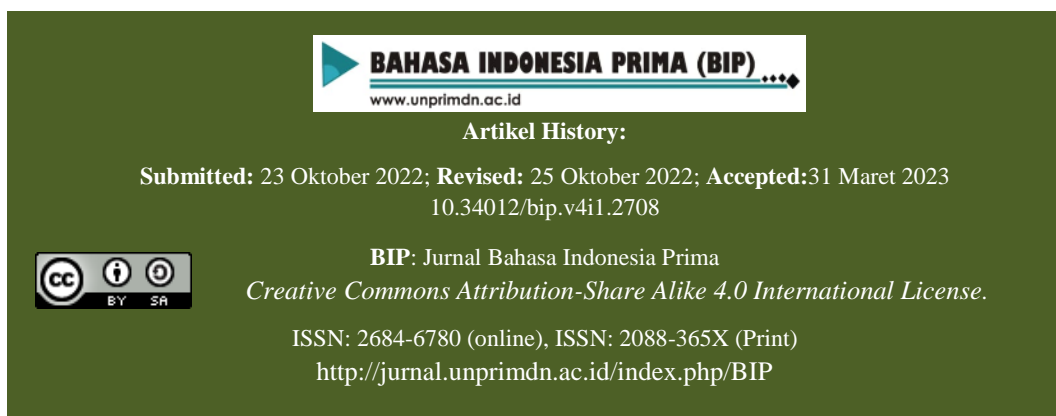 BAHASA INDONESIA PRIMA (BIP)
www.unprimdn.ac.id
Artikel History:
Submitted: 23 Oktober 2022; Revised: 25 Oktober 2022; Accepted:31 Maret 2023
10.34012/bip.v4i1.2708
BIP: Jurnal Bahasa Indonesia Prima
cc BY SA
Creative Commons Attribution-Share Alike 4.0 International License.
ISSN: 2684-6780 (online), ISSN: 2088-365X (Print)
http://jurnal.unprimdn.ac.id/index.php/BIP